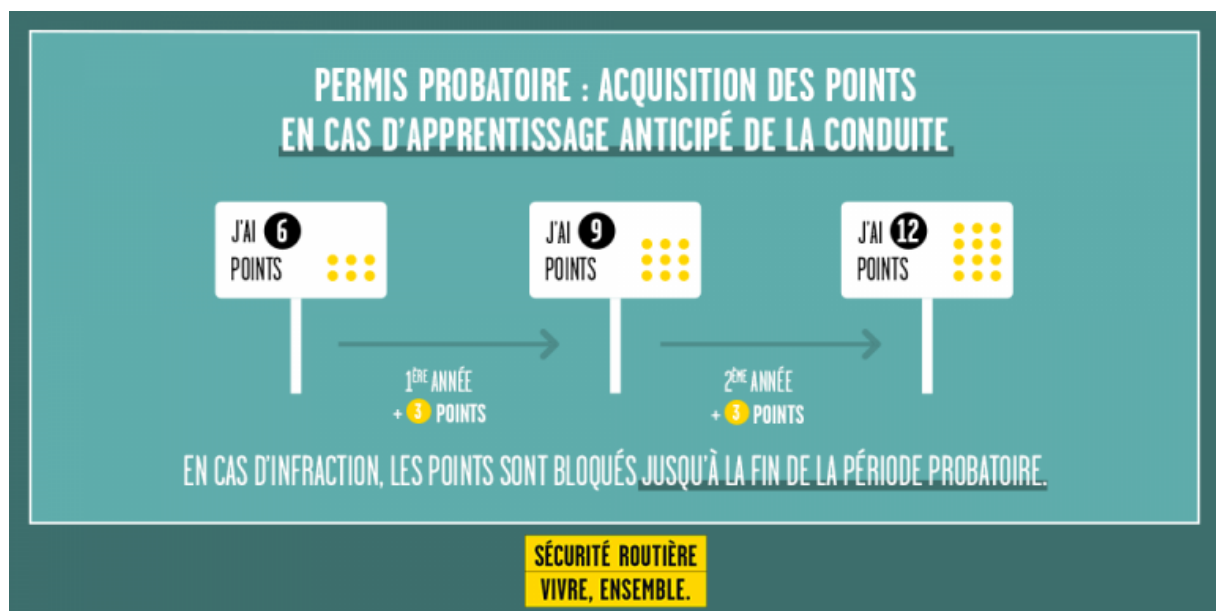 PERMIS PROBATOIRE : ACQUISITION DES POINTS
EN CAS D'APPRENTISSAGE ANTICIPÉ DE LA CONDUITE
J'AI 6
POINTS
J'AI 9
POINTS
J'AI 12
POINTS
1ÈRE ANNÉE
+ 3 POINTS
2ÈME ANNÉE
+ 3 POINTS
EN CAS D'INFRACTION, LES POINTS SONT BLOQUÉS JUSQU'À LA FIN DE LA PÉRIODE PROBATOIRE.
SÉCURITÉ ROUTIÈRE
VIVRE, ENSEMBLE.